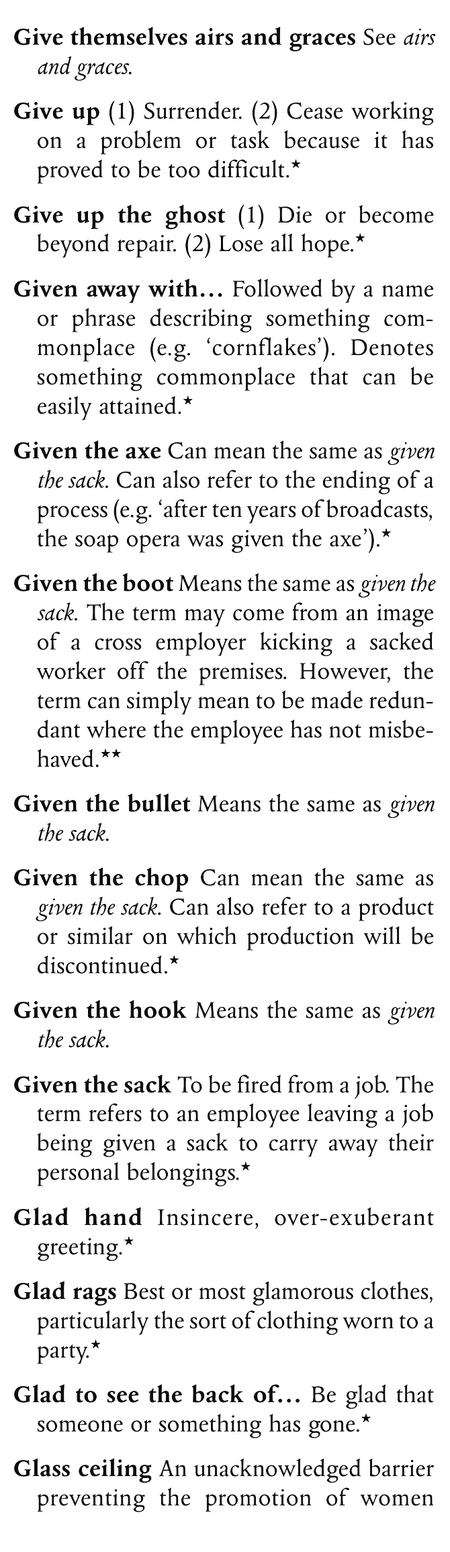 Give themselves airs and graces See airs
and graces.
Give up (1) Surrender. (2) Cease working
on a problem or task because it has
proved to be too difficult.★
Give up the ghost (1) Die or become
beyond repair. (2) Lose all hope.★
Given away with… Followed by a name
or phrase describing something com-
monplace (e.g. ‘cornflakes’). Denotes
something commonplace that can be
easily attained.★
Given the axe Can mean the same as given
the sack. Can also refer to the ending of a
process (e.g. ‘after ten years of broadcasts,
the soap opera was given the axe’).★
Given the boot Means the same as given the
sack. The term may come from an image
of a cross employer kicking a sacked
worker off the premises. However, the
term can simply mean to be made redun-
dant where the employee has not misbe-
haved.★★
Given the bullet Means the same as given
the sack.
Given the chop Can mean the same as
given the sack. Can also refer to a product
or similar on which production will be
discontinued.★
Given the hook Means the same as given
the sack.
Given the sack To be fired from a job. The
term refers to an employee leaving a job
being given a sack to carry away their
personal belongings.★
Glad hand Insincere, over-exuberant
greeting.★
Glad rags Best or most glamorous clothes,
particularly the sort of clothing worn to a
party.★
Glad to see the back of… Be glad that
someone or something has gone.★
Glass ceiling An unacknowledged barrier
preventing the promotion of women